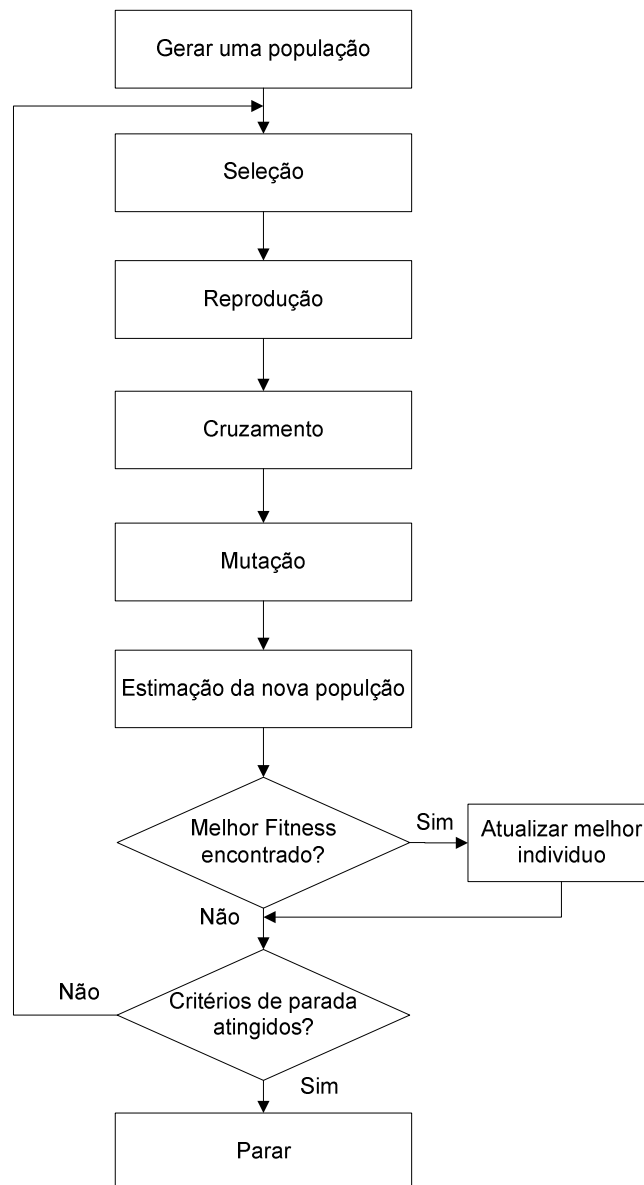 Gerar uma população
Seleção
Reprodução
Cruzamento
Mutação
Estimação da nova populção
Melhor Fitness
encontrado?
Sim
Atualizar melhor
individuo
Não
Critérios de parada
atingidos?
Não
Sim
Parar